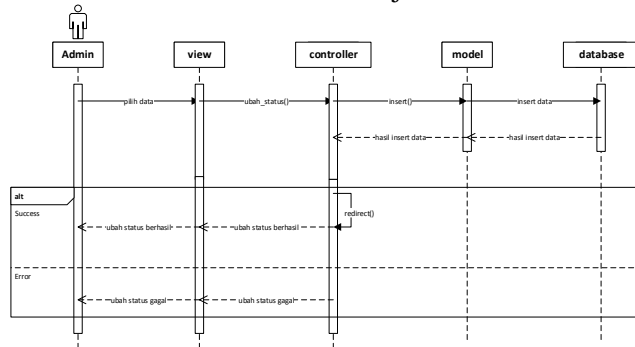 Admin
view
controller
model
database
pilih data
ubah_status()
insert()
insert data
hasil insert data
hasil insert data
alt
Success
redirect()
ubah status berhasil
ubah status berhasil
Error
ubah status gagal
ubah status gagal